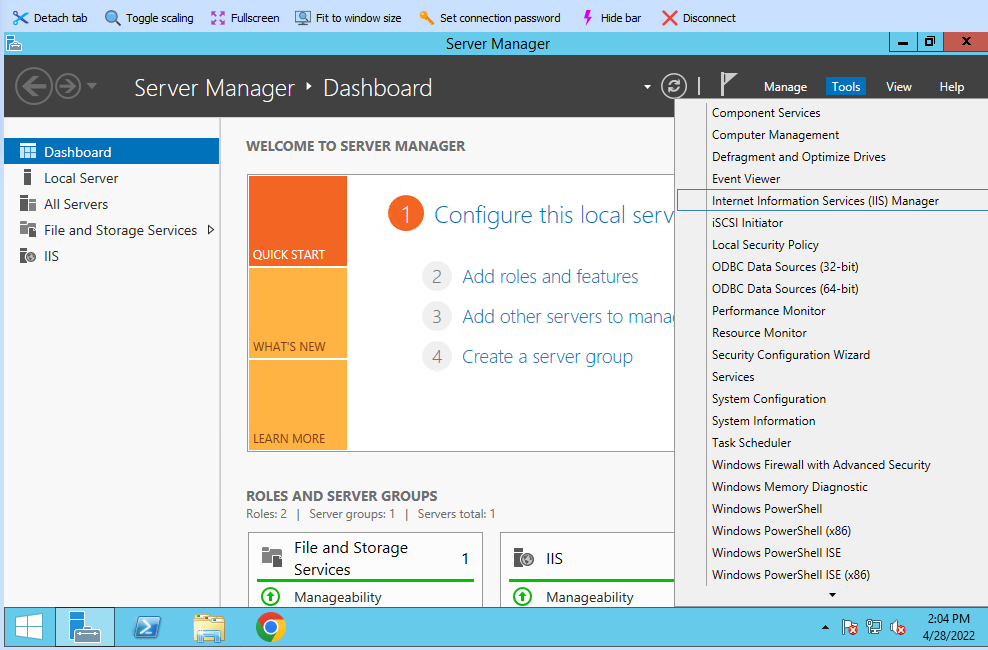 Detach tab Toggle scaling Fullscreen Fit to window size Set connection password Hide bar Disconnect
Server Manager
Server Manager Dashboard
Manage Tools View Help
Dashboard
Local Server
All Servers
File and Storage Services
IIS
WELCOME TO SERVER MANAGER
QUICK START
WHAT'S NEW
LEARN MORE
1 Configure this local serv
2 Add roles and features
3 Add other servers to mana
4 Create a server group
ROLES AND SERVER GROUPS
Roles: 2 | Server groups: 1 | Servers total: 1
File and Storage
Services
1
Manageability
IIS
Manageability
Component Services
Computer Management
Defragment and Optimize Drives
Event Viewer
Internet Information Services (IIS) Manager
iSCSI Initiator
Local Security Policy
ODBC Data Sources (32-bit)
ODBC Data Sources (64-bit)
Performance Monitor
Resource Monitor
Security Configuration Wizard
Services
System Configuration
System Information
Task Scheduler
Windows Firewall with Advanced Security
Windows Memory Diagnostic
Windows PowerShell
Windows PowerShell (x86)
Windows PowerShell ISE
Windows PowerShell ISE (x86)
2:04 PM
4/28/2022